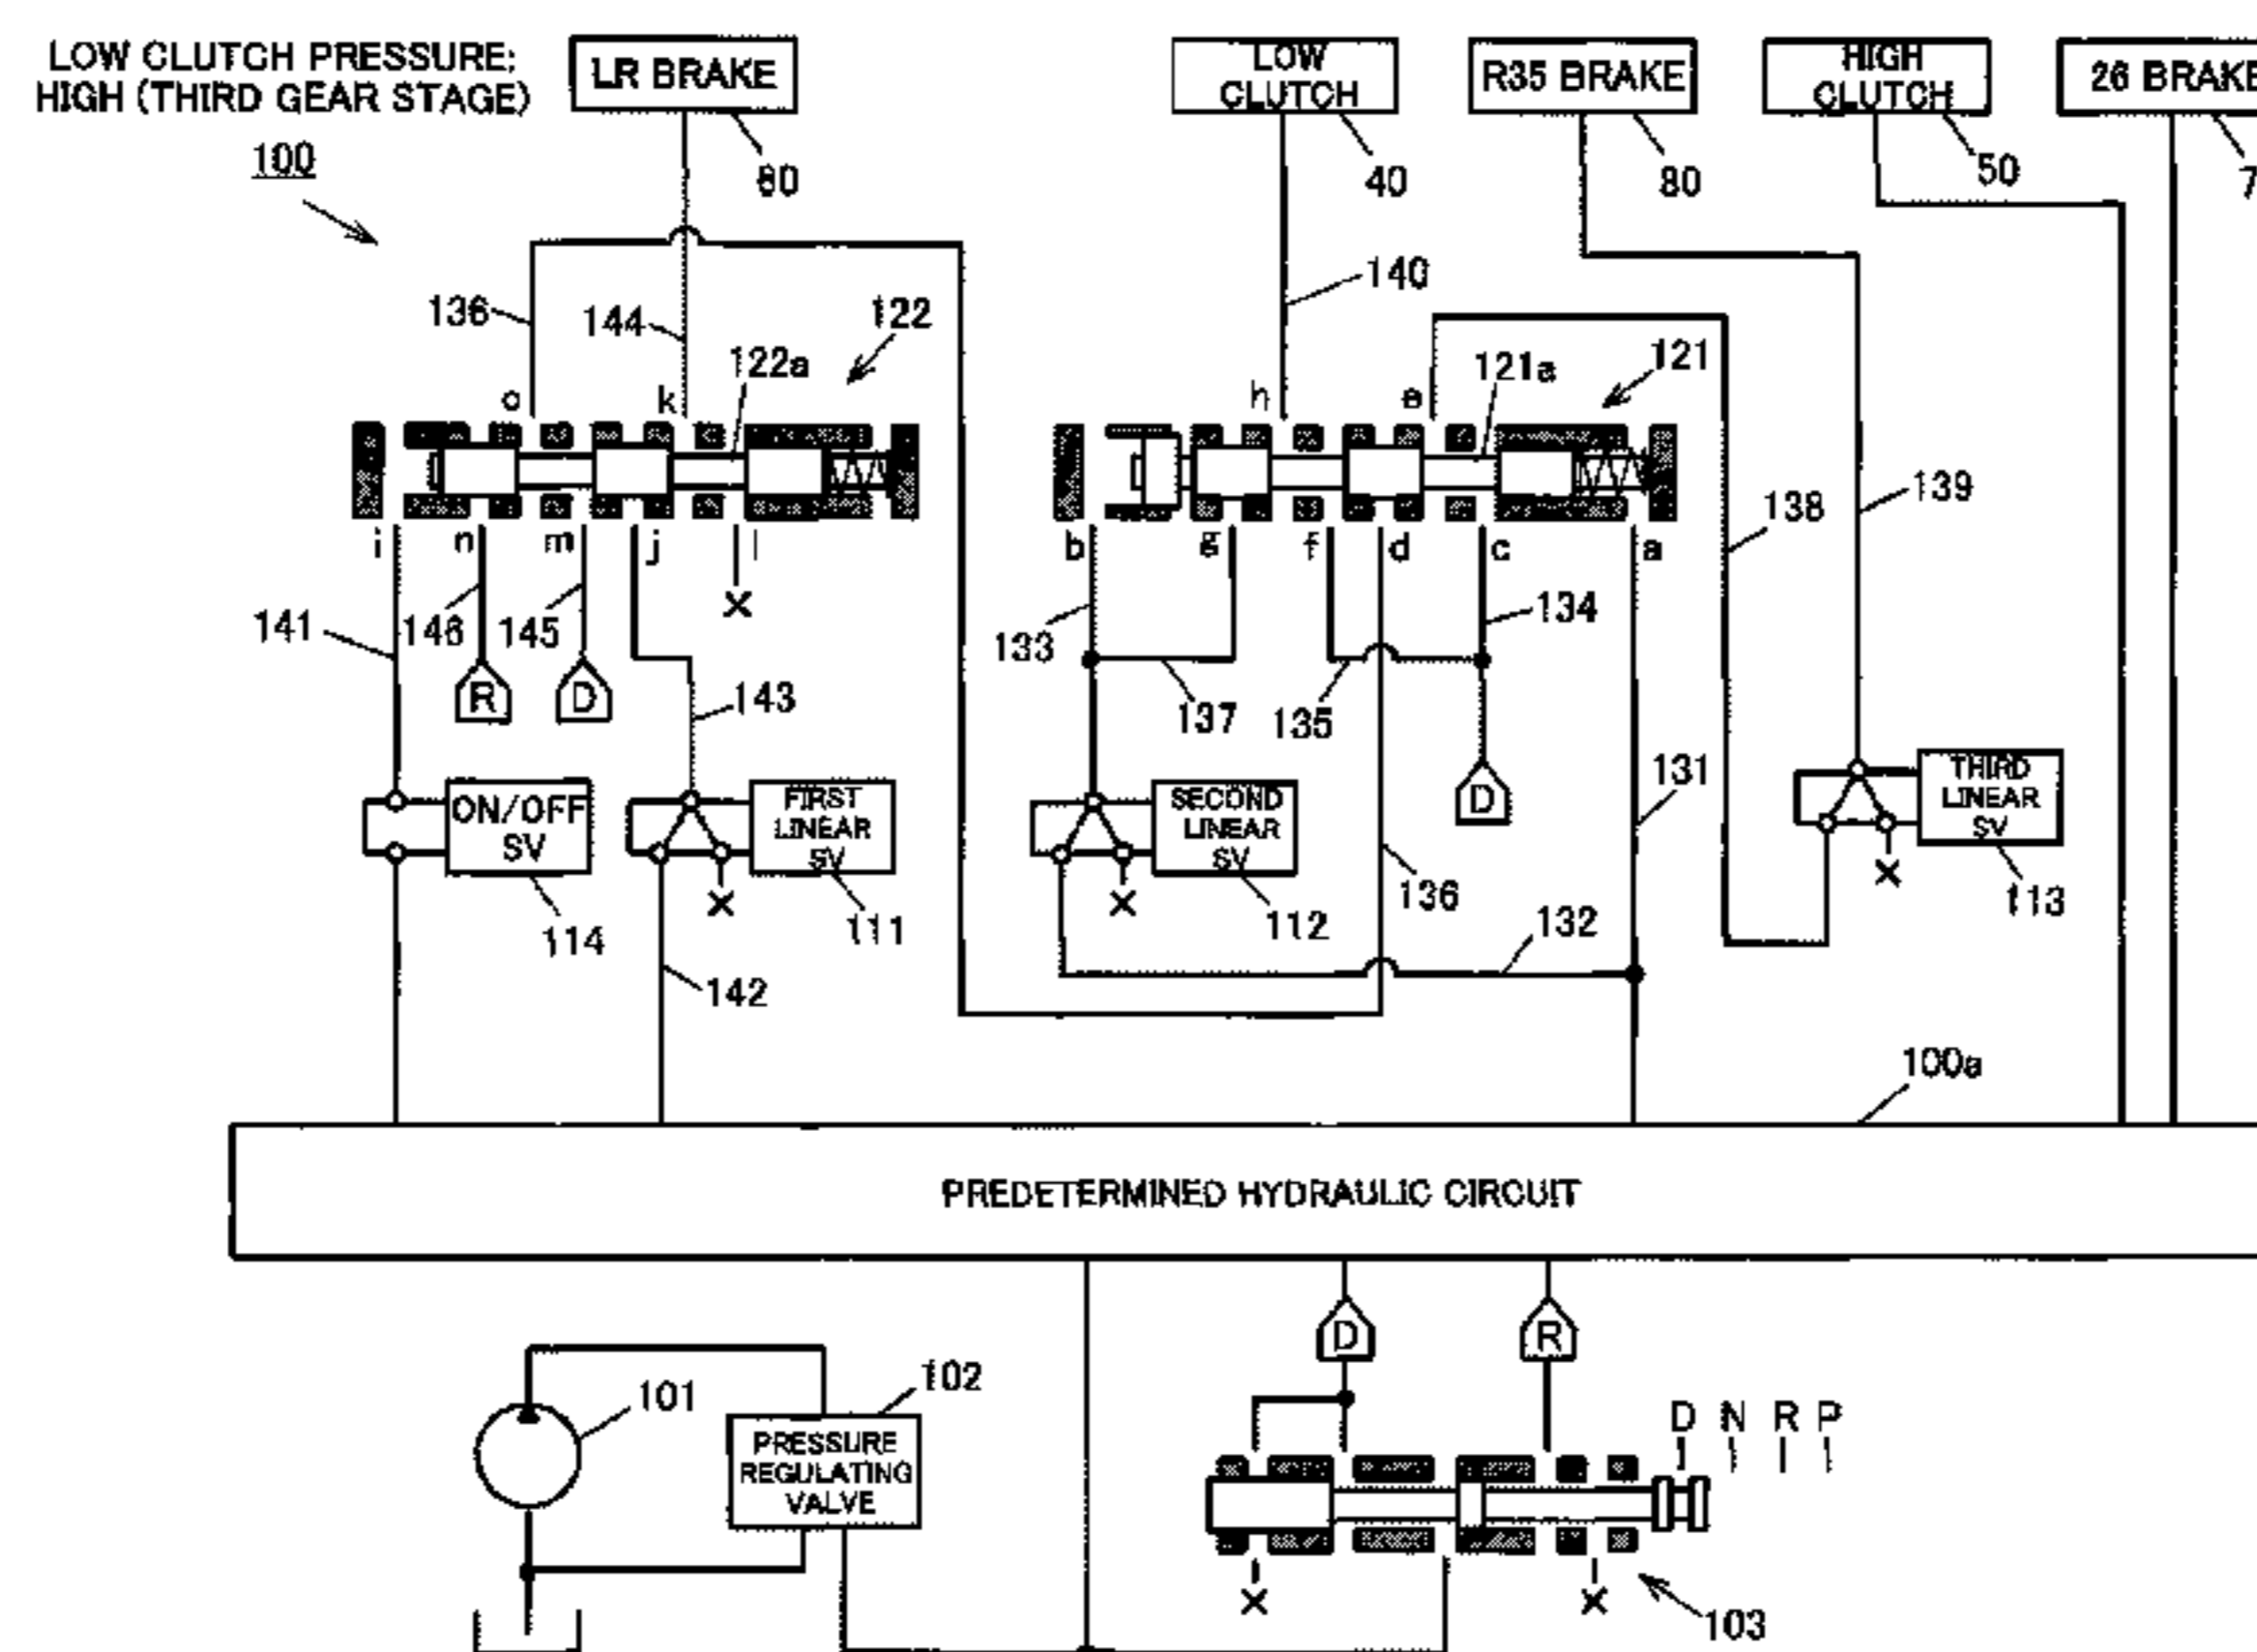 LOW CLUTCH PRESSURE;
HIGH (THIRD GEAR STAGE)
100
LR BRAKE
60
LOW
CLUTCH
40
R35 BRAKE
80
HIGH
CLUTCH
50
26 BRAKE
7
136
144
122
122a
140
121a
121
138
139
o
k
h
e
i
n
m
j
l
b
g
f
d
c
a
141
146
145
143
133
137
135
134
131
R
D
D
ON/OFF
SV
114
FIRST
LINEAR
SV
111
SECOND
LINEAR
SV
112
THIRD
LINEAR
SV
113
142
136
132
100a
PREDETERMINED HYDRAULIC CIRCUIT
D
R
101
102
PRESSURE
REGULATING
VALVE
D N R P
103